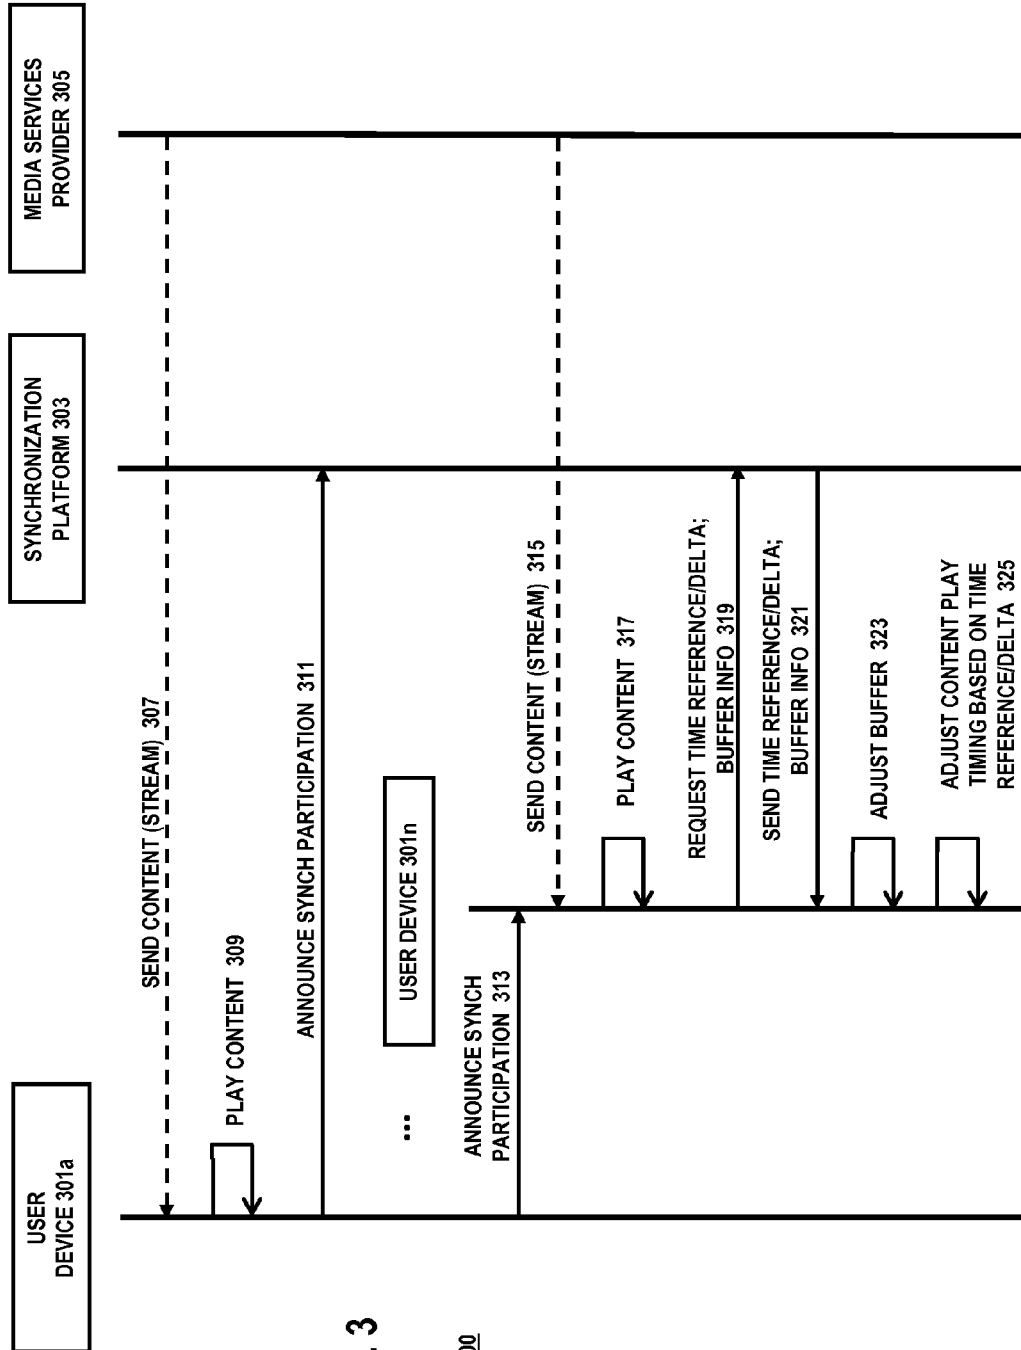 USER
DEVICE 301a
SYNCHRONIZATION
PLATFORM 303
MEDIA SERVICES
PROVIDER 305
SEND CONTENT (STREAM) 307
PLAY CONTENT 309
ANNOUNCE SYNCH PARTICIPATION 311
...
USER DEVICE 301n
ANNOUNCE SYNCH
PARTICIPATION 313
SEND CONTENT (STREAM) 315
PLAY CONTENT 317
REQUEST TIME REFERENCE/DELTA;
BUFFER INFO 319
SEND TIME REFERENCE/DELTA;
BUFFER INFO 321
ADJUST BUFFER 323
ADJUST CONTENT PLAY
TIMING BASED ON TIME
REFERENCE/DELTA 325
3